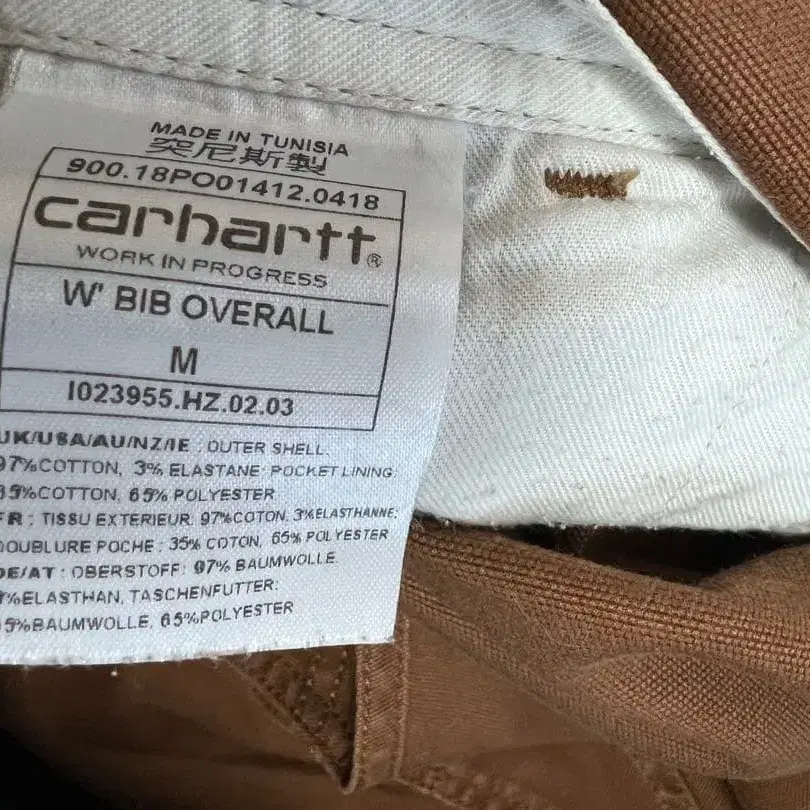 MADE IN TUNISIA
突尼斯製
900.18PO01412.0418
carhartt®
WORK IN PROGRESS
W' BIB OVERALL
M
I023955.HZ.02.03
UK/USA/AU/NZ/IE : OUTER SHELL:
97%COTTON, 3% ELASTANE; POCKET LINING:
35%COTTON, 65% POLYESTER
FR : TISSU EXTERIEUR: 97%COTON, 3%ELASTHANNE;
DOUBLURE POCHE : 35% COTON, 65% POLYESTER
DE/AT : OBERSTOFF: 97% BAUMWOLLE,
%ELASTHAN, TASCHENFUTTER:
5%BAUMWOLLE, 65%POLYESTER